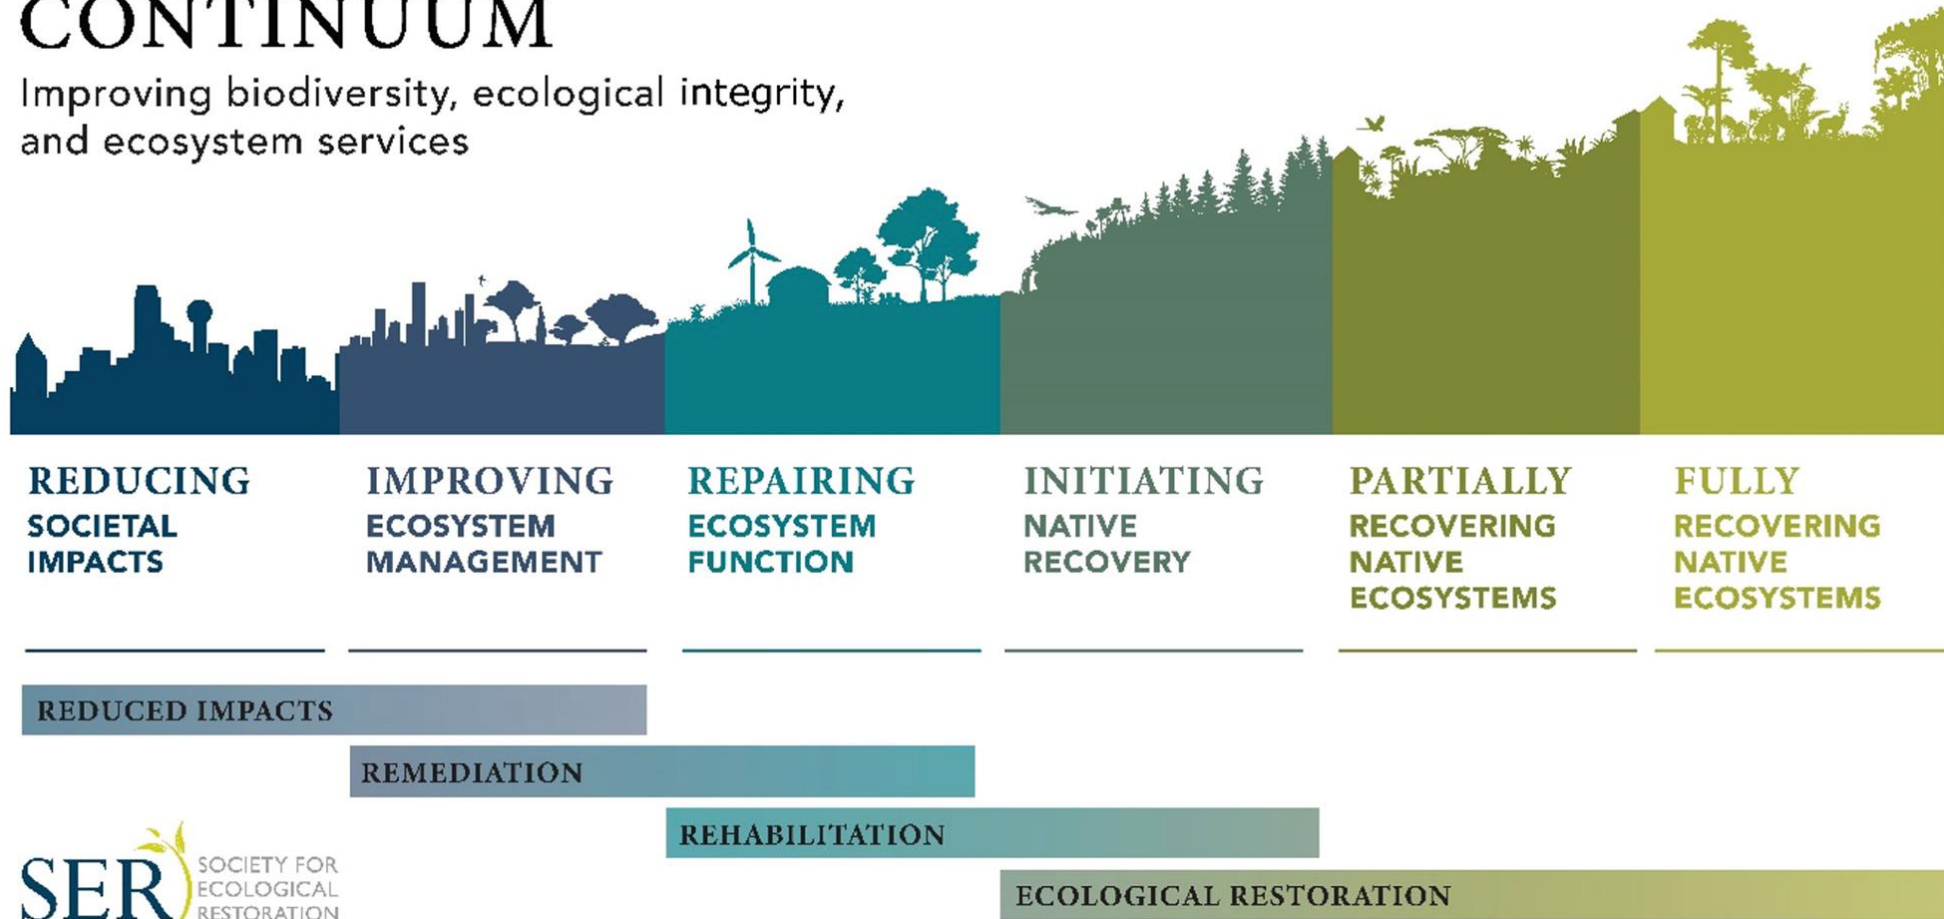 CONTINUUM
Improving biodiversity, ecological integrity,
and ecosystem services
REDUCING
SOCIETAL
IMPACTS
IMPROVING
ECOSYSTEM
MANAGEMENT
REPAIRING
ECOSYSTEM
FUNCTION
INITIATING
NATIVE
RECOVERY
PARTIALLY
RECOVERING
NATIVE
ECOSYSTEMS
FULLY
RECOVERING
NATIVE
ECOSYSTEMS
REDUCED IMPACTS
REMEDIATION
REHABILITATION
ECOLOGICAL RESTORATION
SER
SOCIETY FOR
ECOLOGICAL
RESTORATION